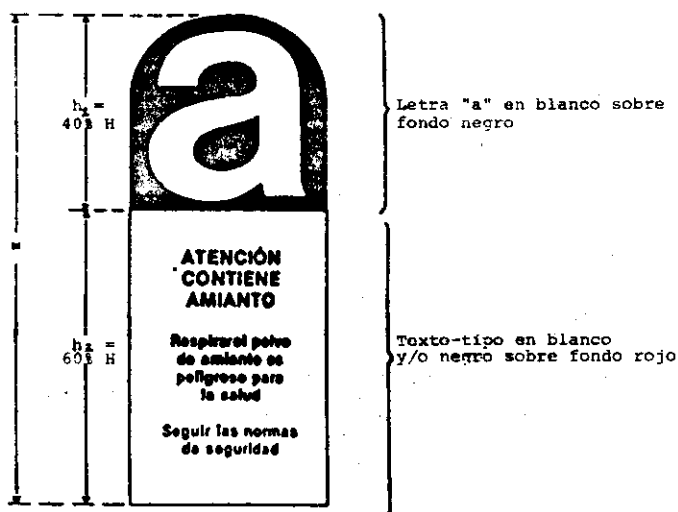 a
h₁ =
40% H
Letra "a" en blanco sobre
fondo negro
H
ATENCIÓN
CONTIENE
AMIANTO
Respirar el polvo
de amianto es
peligroso para
la salud
Seguir las normas
de seguridad
h₂ =
60% H
Texto-tipo en blanco
y/o negro sobre fondo rojo